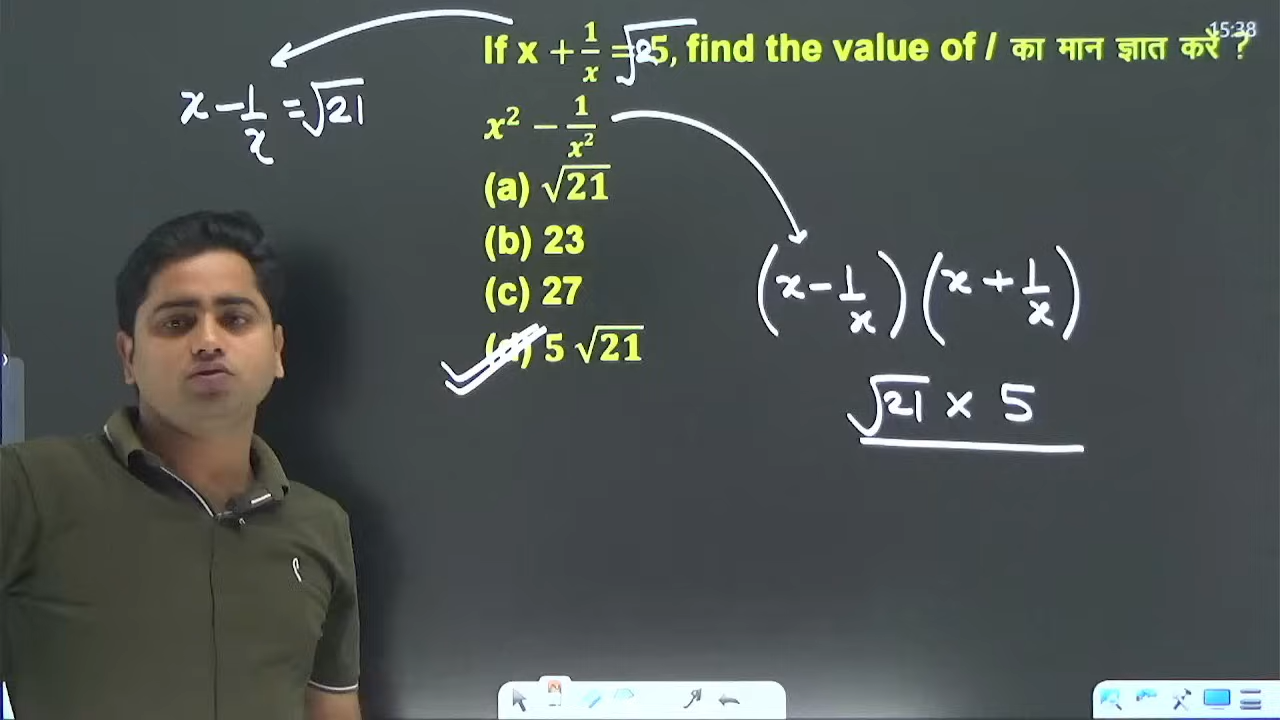 15:38
If x + 1/x = √25, find the value of / का मान ज्ञात करें ?
x - 1/x = √21
x² − 1/x²
(a) √21
(b) 23
(c) 27
(d) 5 √21
(x - 1/x) (x + 1/x)
√21 × 5